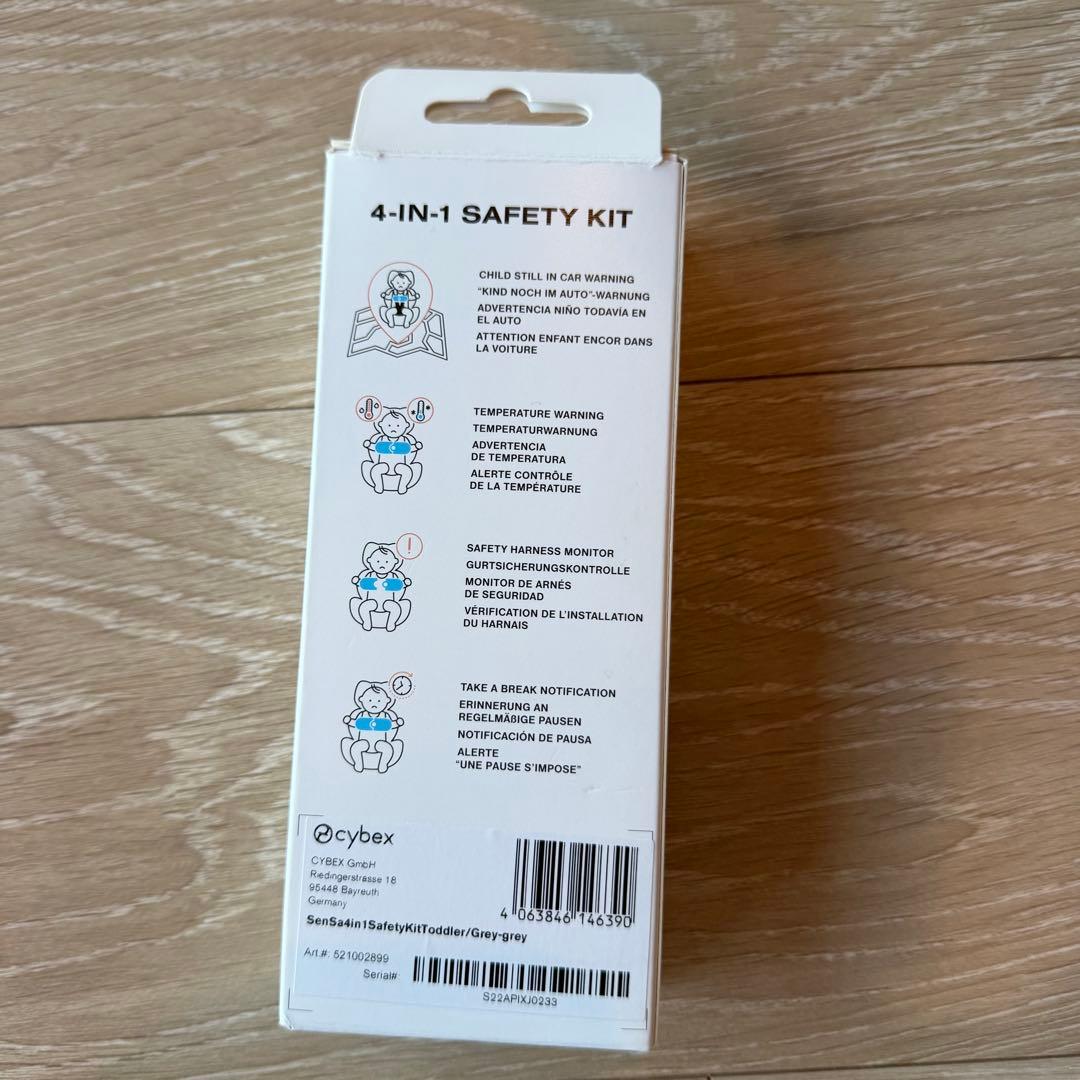 4-IN-1 SAFETY KIT
CHILD STILL IN CAR WARNING
"KIND NOCH IM AUTO"-WARNUNG
ADVERTENCIA NIÑO TODAVÍA EN
EL AUTO
ATTENTION ENFANT ENCOR DANS
LA VOITURE
TEMPERATURE WARNING
TEMPERATURWARNUNG
ADVERTENCIA
DE TEMPERATURA
ALERTE CONTRÔLE
DE LA TEMPÉRATURE
SAFETY HARNESS MONITOR
GURTSICHERUNGSKONTROLLE
MONITOR DE ARNÉS
DE SEGURIDAD
VÉRIFICATION DE L'INSTALLATION
DU HARNAIS
TAKE A BREAK NOTIFICATION
ERINNERUNG AN
REGELMÄßIGE PAUSEN
NOTIFICACIÓN DE PAUSA
ALERTE
"UNE PAUSE S'IMPOSE"
cybex
CYBEX GmbH
Riedingerstrasse 18
95448 Bayreuth
Germany
4 063846 146390
SenSa4in1SafetyKitToddler/Grey-grey
Art.#: 521002899
Serial#:
S22APIXJ0233